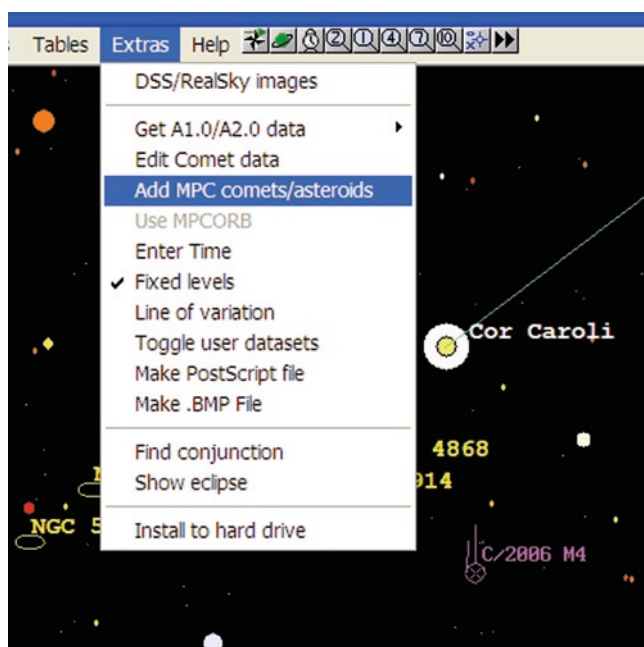 Tables Extras Help
DSS/RealSky images
Get A1.0/A2.0 data
Edit Comet data
Add MPC comets/asteroids
Use MPCORB
Enter Time
Fixed levels
Line of variation
Toggle user datasets
Make PostScript file
Make .BMP File
Find conjunction
Show eclipse
Install to hard drive
Cor Caroli
4868
NGC 5
C/2006 M4